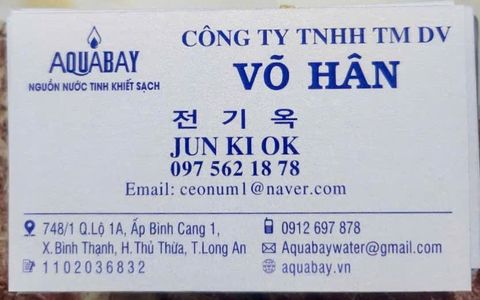 AQUABAY
NGUỒN NƯỚC TINH KHIẾT SẠCH
CÔNG TY TNHH TM DV
VÕ HÂN
전 기 옥
JUN KI OK
097 562 18 78
Email: ceonum1@naver.com
748/1 Q.Lộ 1A, Ấp Bình Cang 1,
X.Bình Thạnh, H.Thủ Thừa, T.Long An
1102036832
0912 697 878
Aquabaywater@gmail.com
aquabay.vn